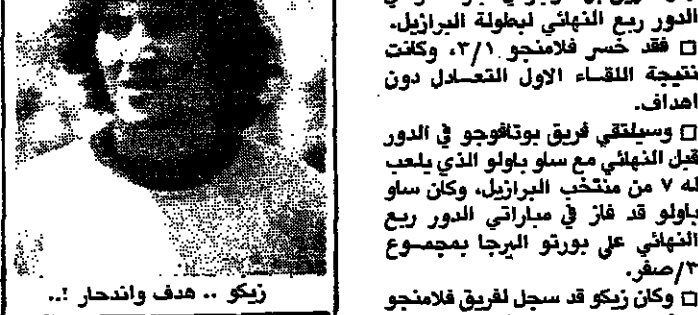 الدور ربع النهائي لبطولة البرازيل.
□ فقد خسر فلامنجو ٣/١، وكانت
نتيجة اللقاء الاول التعادل دون
اهداف.
□ وسيلتقي فريق بوتافوجو في الدور
قبل النهائي مع ساو باولو الذي يلعب
له ٧ من منتخب البرازيل، وكان ساو
باولو قد فاز في مباراتي الدور ربع
النهائي على بورتو اليرجا بمجموع
٣/صفر.
□ وكان زيكو قد سجل لفريق فلامنجو
زيكو .. هدف واندحار !..